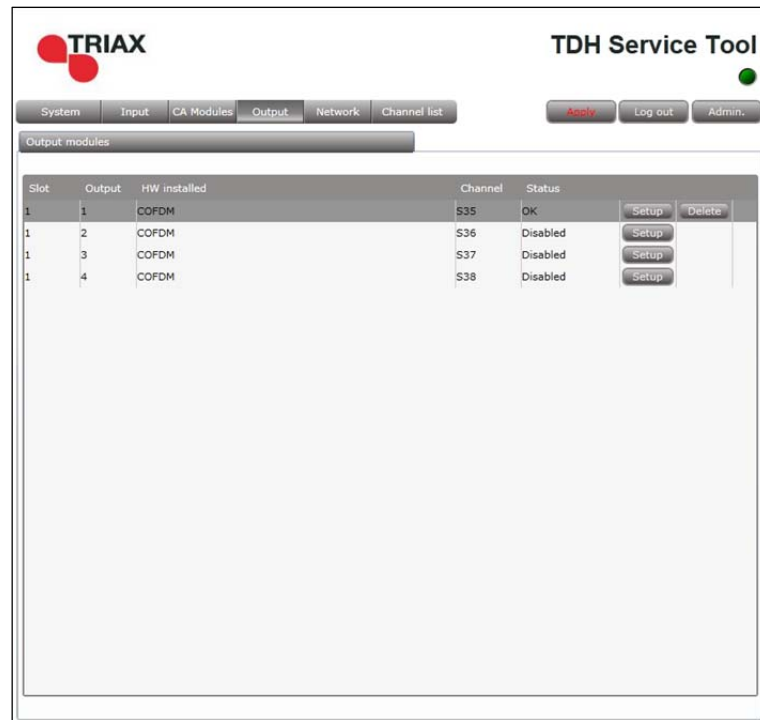 TRIAX
TDH Service Tool
System Input CA Modules Output Network Channel list Apply Log out Admin.
Output modules
Slot Output HW installed Channel Status
1 1 COFDM S35 OK Setup Delete
1 2 COFDM S36 Disabled Setup
1 3 COFDM S37 Disabled Setup
1 4 COFDM S38 Disabled Setup